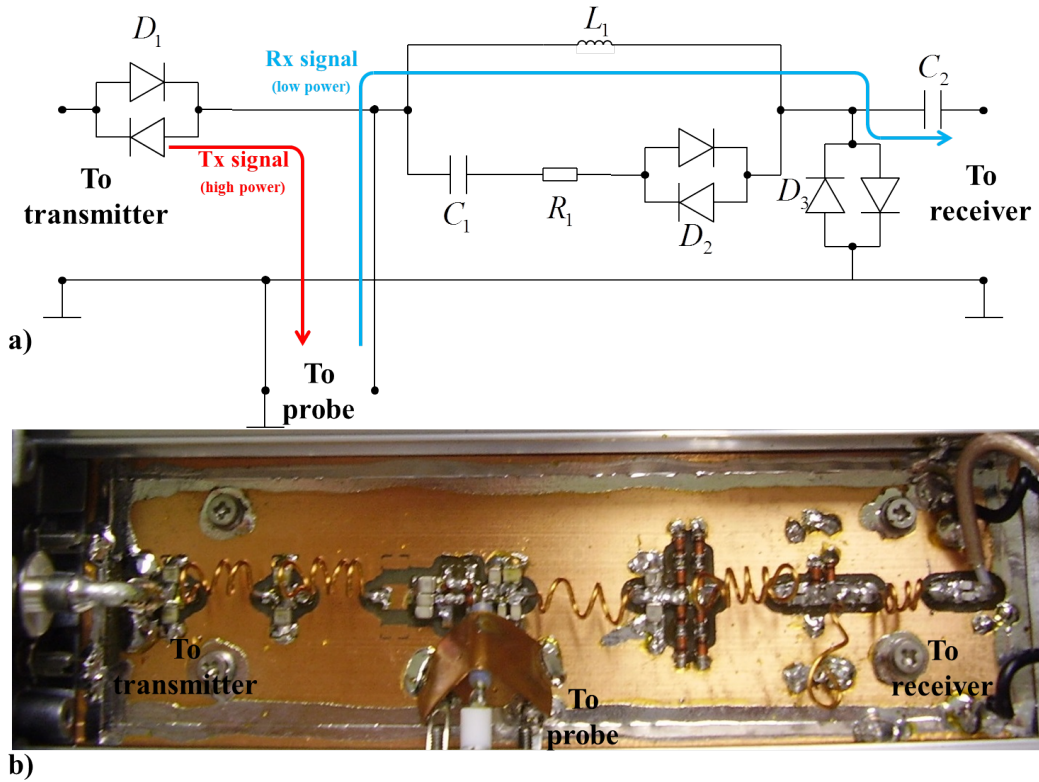 D1
L1
Rx signal
(low power)
C2
Tx signal
(high power)
To
transmitter
C1
R1
D2
D3
To
receiver
a)
To
probe
To
transmitter
To
probe
To
receiver
b)